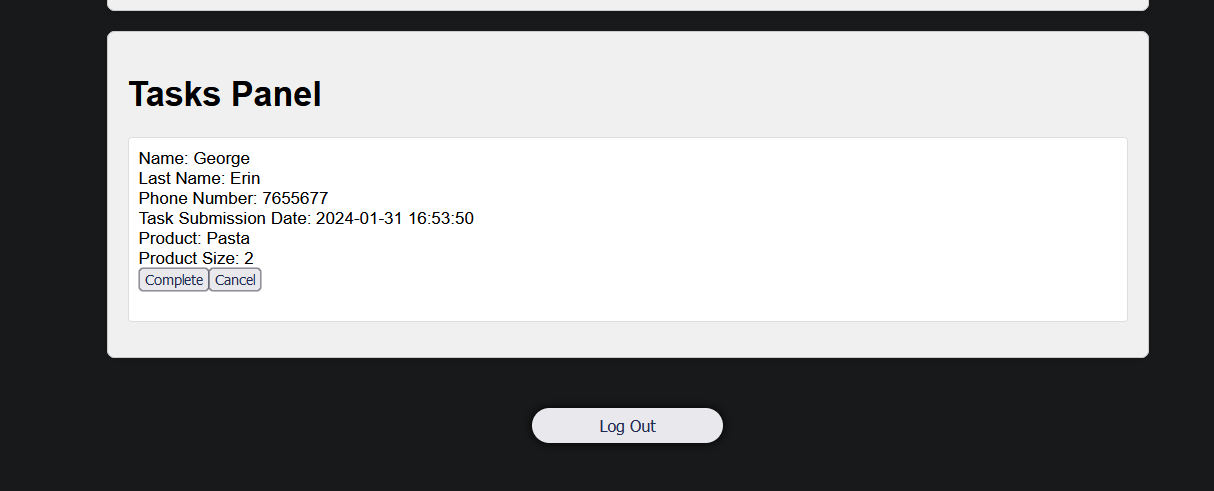 Tasks Panel
Name: George
Last Name: Erin
Phone Number: 7655677
Task Submission Date: 2024-01-31 16:53:50
Product: Pasta
Product Size: 2
Complete Cancel
Log Out